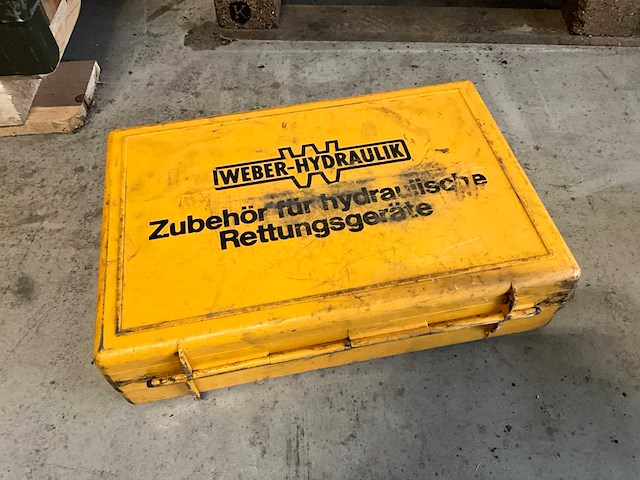 WEBER-HYDRAULIK
Zubehör für hydraulische
Rettungsgeräte